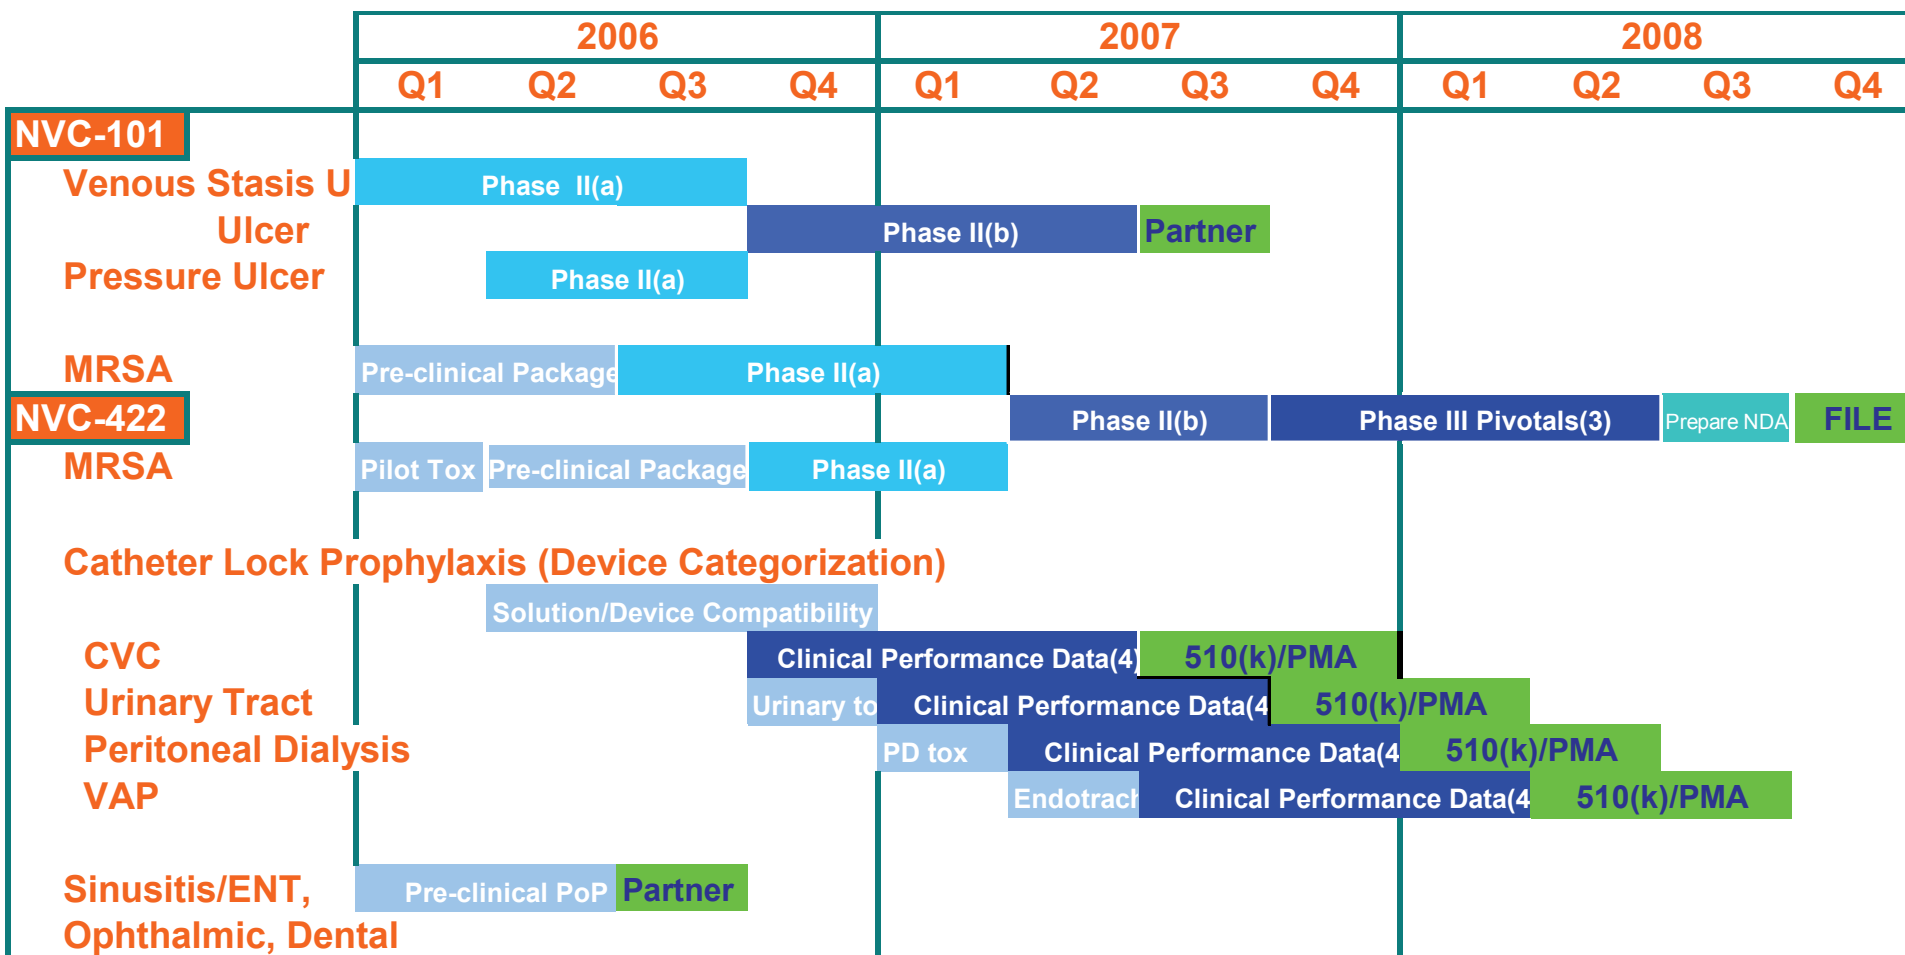 2006 2007 2008
Q1 Q2 Q3 Q4 Q1 Q2 Q3 Q4 Q1 Q2 Q3 Q4
NVC-101
Venous Stasis U Phase II(a)
Ulcer Phase II(b) Partner
Pressure Ulcer Phase II(a)
MRSA Pre-clinical Package Phase II(a)
NVC-422 Phase II(b) Phase III Pivotals(3) Prepare NDA FILE
MRSA Pilot Tox Pre-clinical Package Phase II(a)
Catheter Lock Prophylaxis (Device Categorization)
Solution/Device Compatibility
CVC Clinical Performance Data(4) 510(k)/PMA
Urinary Tract Urinary to Clinical Performance Data(4 510(k)/PMA
Peritoneal Dialysis PD tox Clinical Performance Data(4 510(k)/PMA
VAP Endotrach Clinical Performance Data(4 510(k)/PMA
Sinusitis/ENT, Pre-clinical PoP Partner
Ophthalmic, Dental